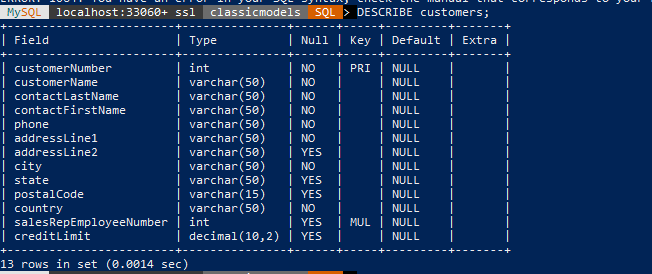 MySQL localhost:33060+ ssl classicmodels SQL > DESCRIBE customers;
+------------------------+---------------+------+-----+---------+-------+
| Field                  | Type          | Null | Key | Default | Extra |
+------------------------+---------------+------+-----+---------+-------+
| customerNumber         | int           | NO   | PRI | NULL    |       |
| customerName           | varchar(50)   | NO   |     | NULL    |       |
| contactLastName        | varchar(50)   | NO   |     | NULL    |       |
| contactFirstName       | varchar(50)   | NO   |     | NULL    |       |
| phone                  | varchar(50)   | NO   |     | NULL    |       |
| addressLine1           | varchar(50)   | NO   |     | NULL    |       |
| addressLine2           | varchar(50)   | YES  |     | NULL    |       |
| city                   | varchar(50)   | NO   |     | NULL    |       |
| state                  | varchar(50)   | YES  |     | NULL    |       |
| postalCode             | varchar(15)   | YES  |     | NULL    |       |
| country                | varchar(50)   | NO   |     | NULL    |       |
| salesRepEmployeeNumber | int           | YES  | MUL | NULL    |       |
| creditLimit            | decimal(10,2) | YES  |     | NULL    |       |
+------------------------+---------------+------+-----+---------+-------+
13 rows in set (0.0014 sec)